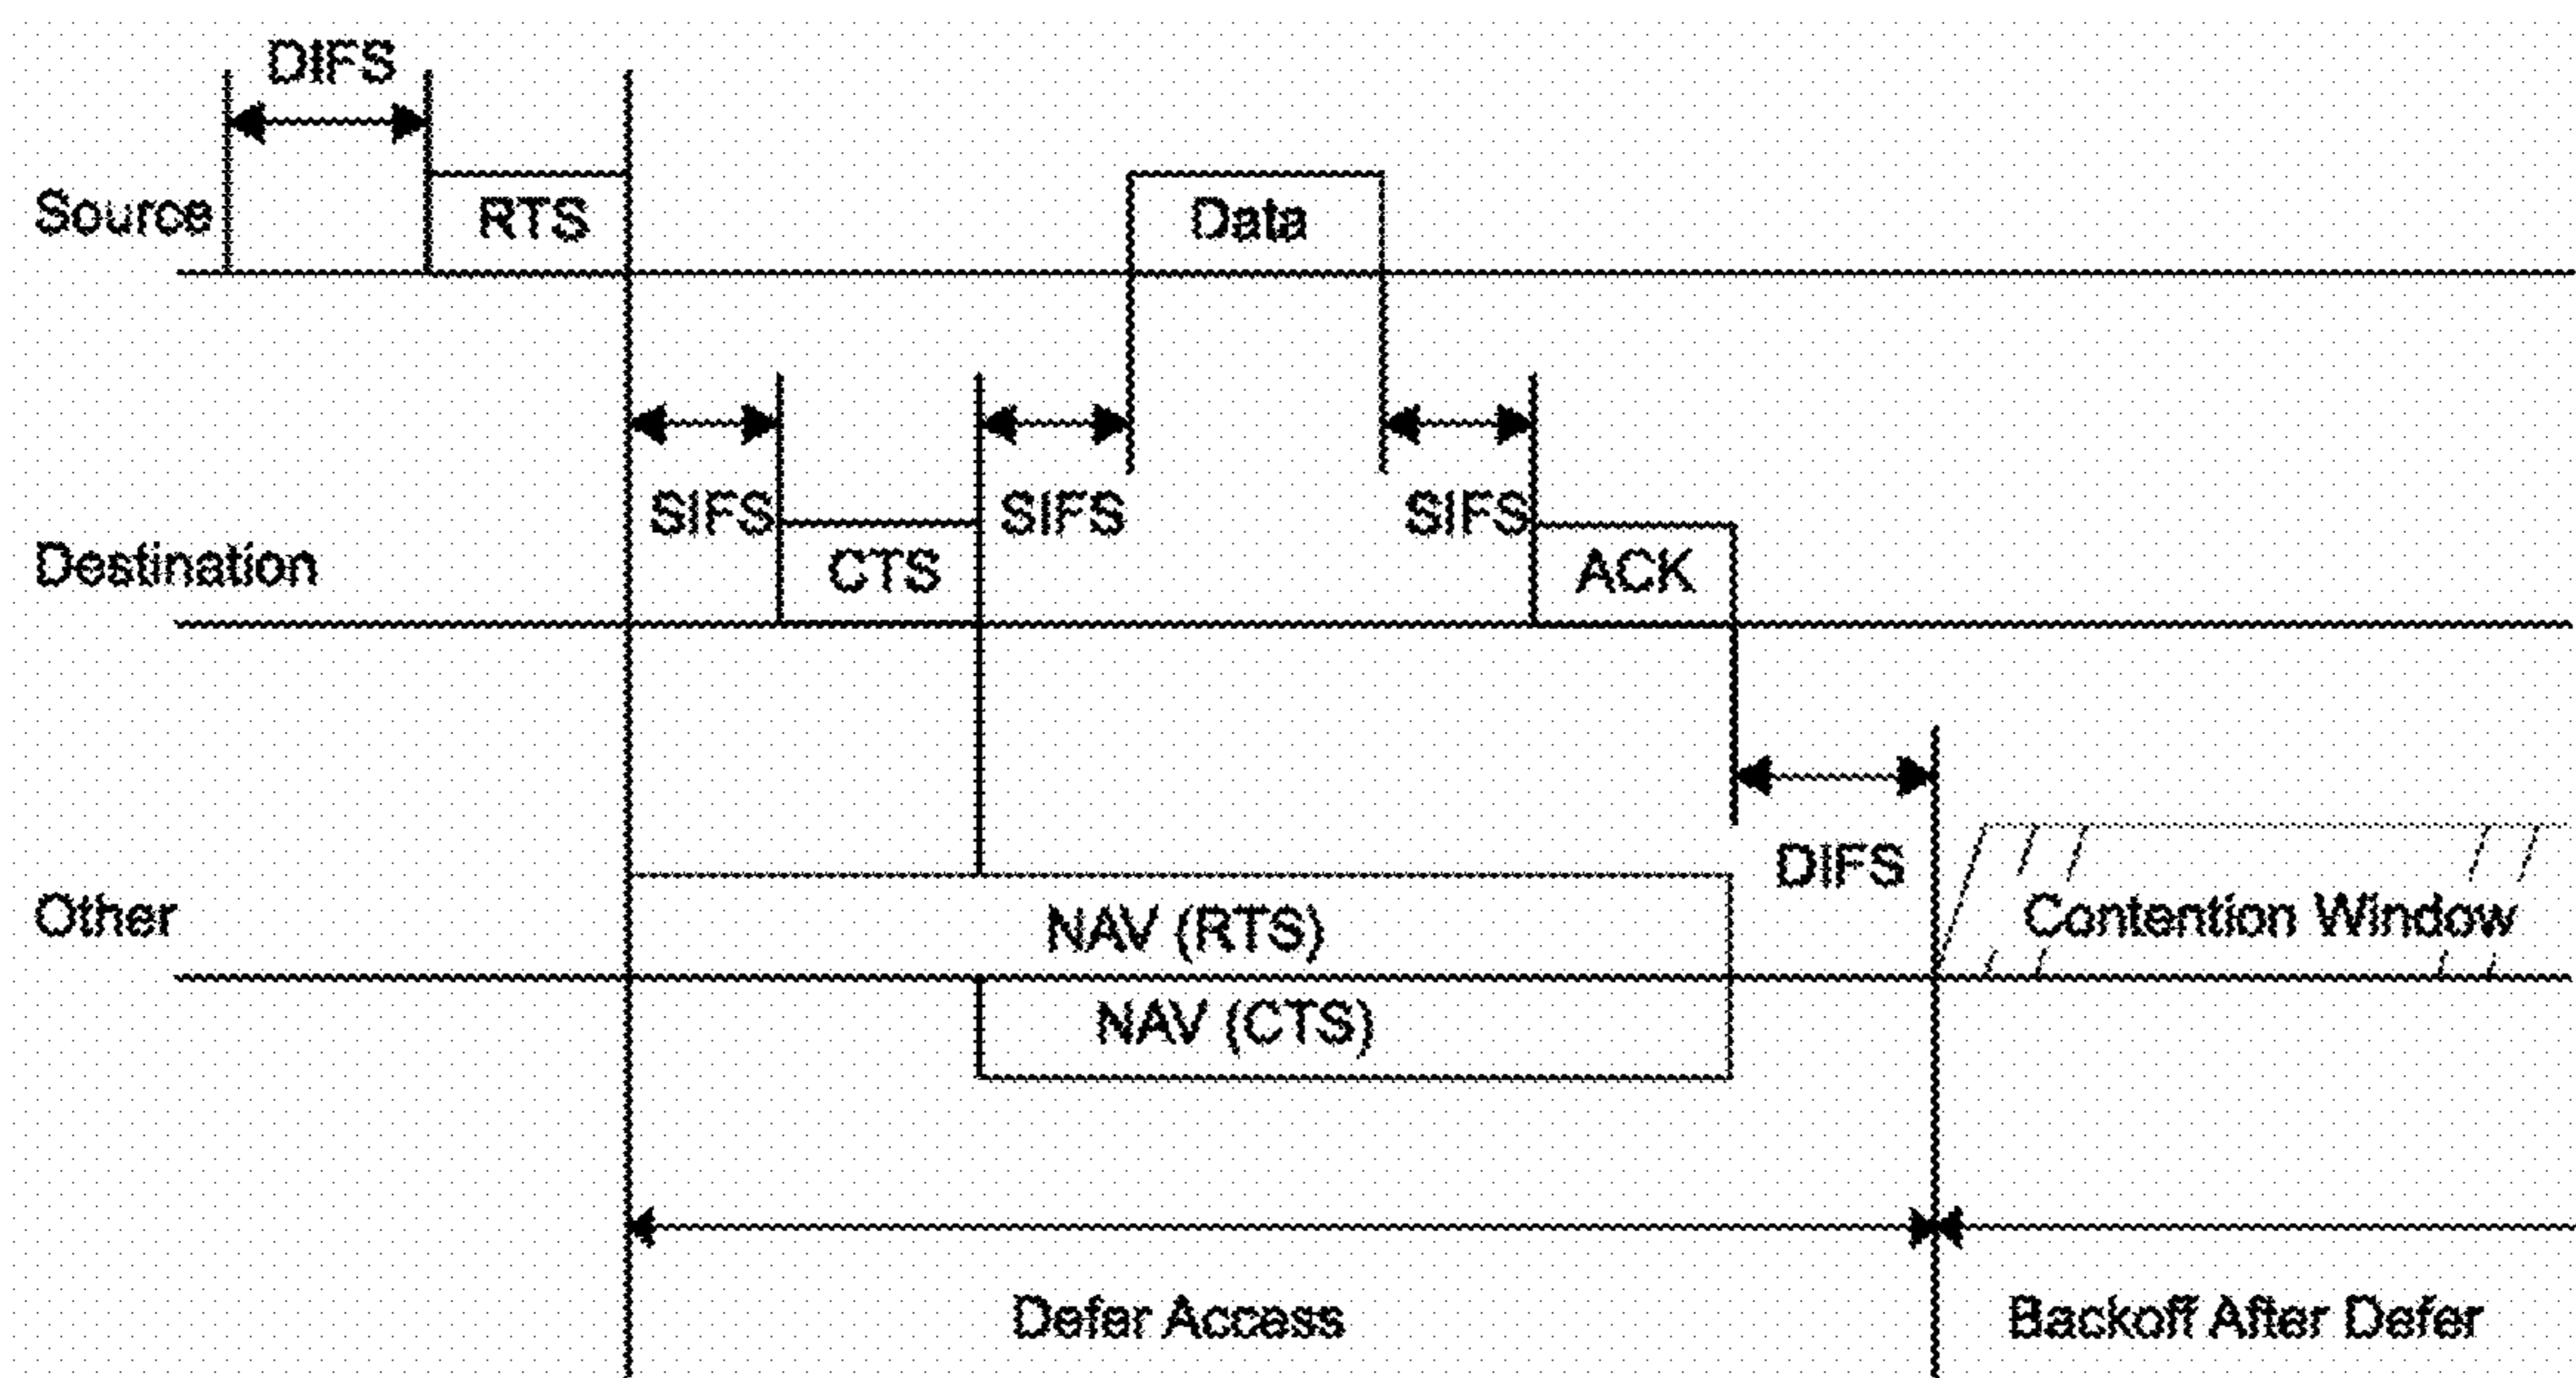 DIFS
Source
RTS
Data
SIFS
SIFS
SIFS
Destination
CTS
ACK
DIFS
Other
NAV (RTS)
Contention Window
NAV (CTS)
Defer Access
Backoff After Defer